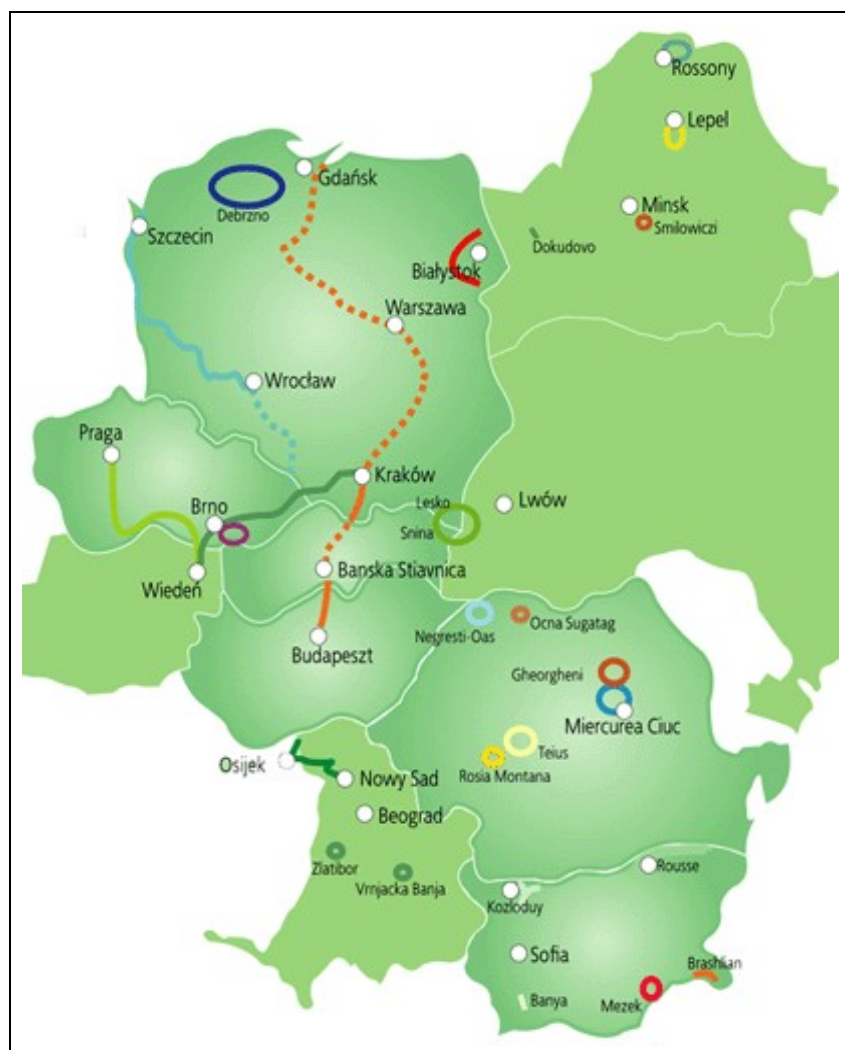 Rossony
Lepel
Gdańsk
Debrzno
Minsk
Smilowiczi
Szczecin
Dokudovo
Białystok
Warszawa
Wrocław
Praga
Kraków
Lesko
Lwów
Brno
Snina
Banska Stiavnica
Wiedeń
Negresti-Oas
Ocna Sugatag
Budapeszt
Gheorgheni
Miercurea Ciuc
Teius
Osijek
Rosia Montana
Nowy Sad
Beograd
Zlatibor
Rousse
Vrnjacka Banja
Kozloduy
Sofia
Brashlian
Banya
Mezek